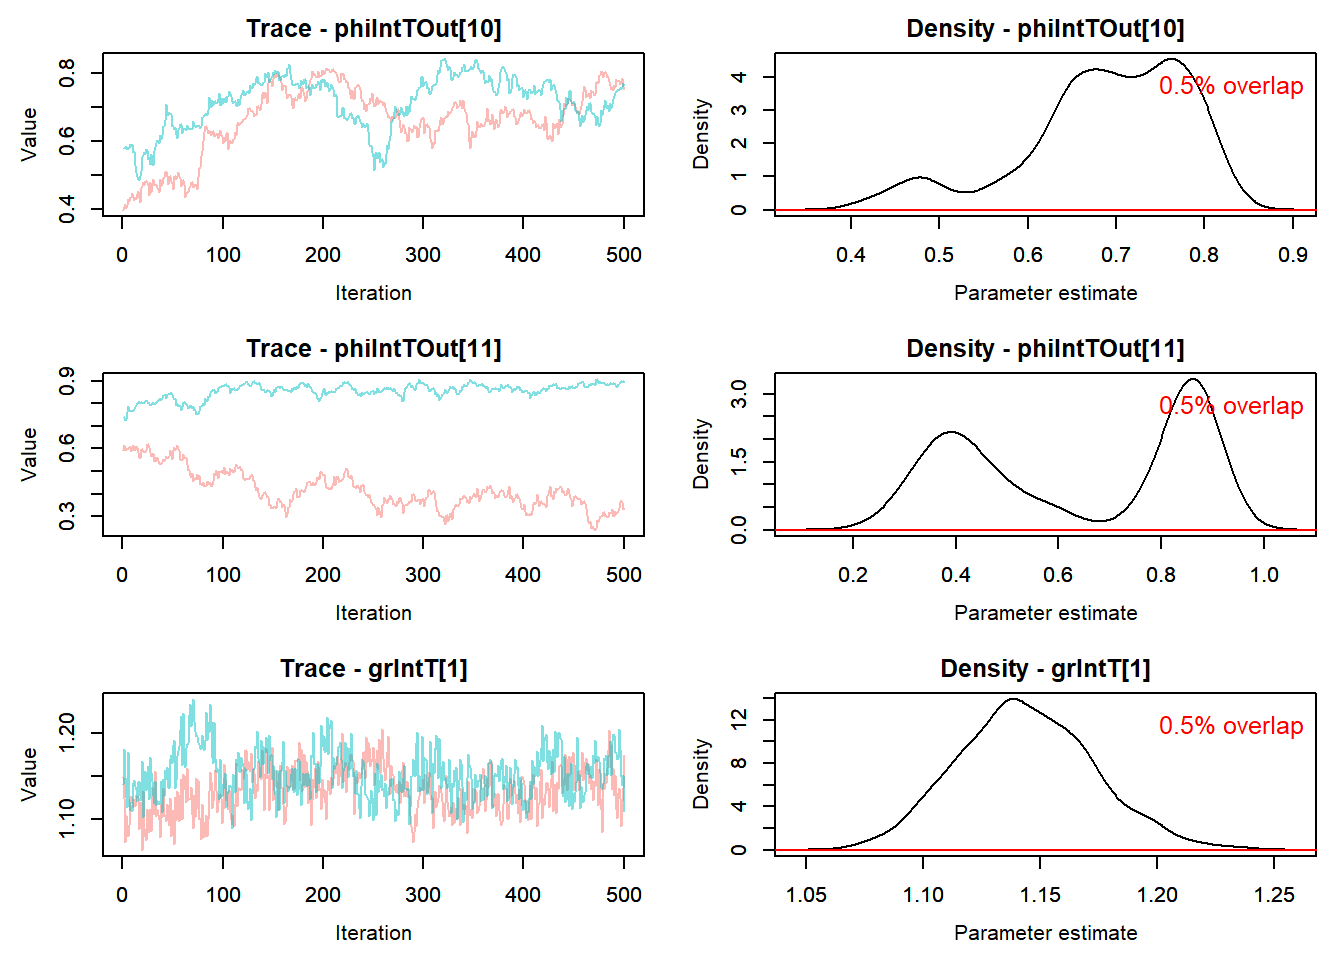 Trace - phiIntTOut[10]
Value
0.4 0.6 0.8
0 100 200 300 400 500
Iteration
Density - phiIntTOut[10]
0.5% overlap
Density
0 1 2 3 4
0.4 0.5 0.6 0.7 0.8 0.9
Parameter estimate
Trace - phiIntTOut[11]
Value
0.3 0.6 0.9
0 100 200 300 400 500
Iteration
Density - phiIntTOut[11]
0.5% overlap
Density
0.0 1.5 3.0
0.2 0.4 0.6 0.8 1.0
Parameter estimate
Trace - grIntT[1]
Value
1.10 1.20
0 100 200 300 400 500
Iteration
Density - grIntT[1]
0.5% overlap
Density
0 4 8 12
1.05 1.10 1.15 1.20 1.25
Parameter estimate